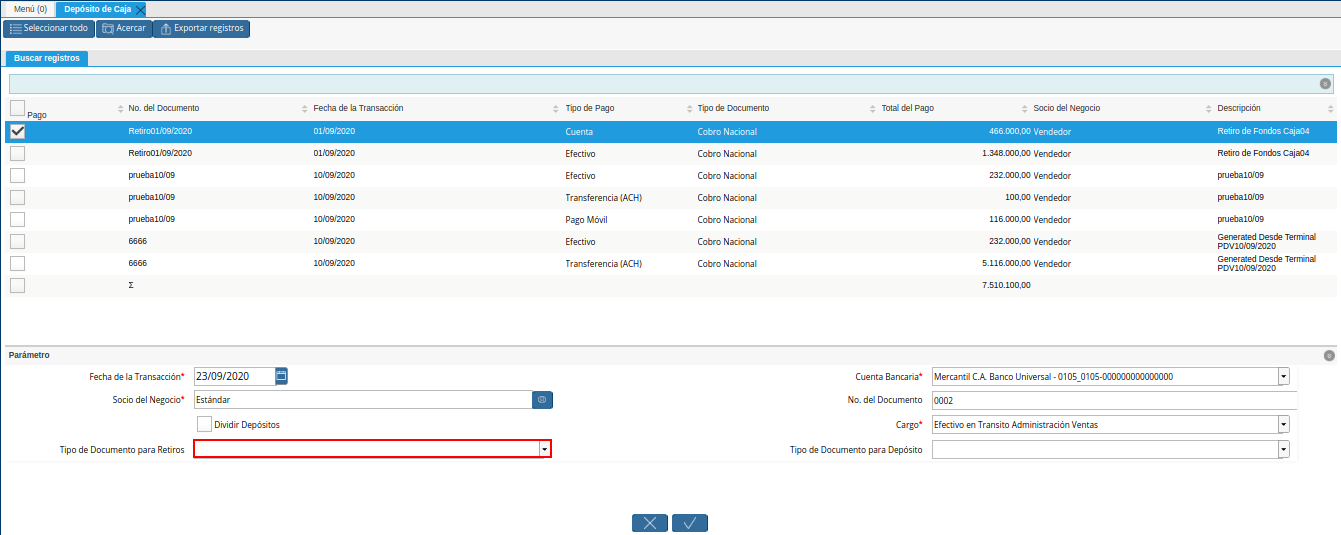 Menú (0) Depósito de Caja
Seleccionar todo Acercar Exportar registros
Buscar registros
Pago No. del Documento Fecha de la Transacción Tipo de Pago Tipo de Documento Total del Pago Socio del Negocio Descripción
Retiro01/09/2020 01/09/2020 Cuenta Cobro Nacional 466.000,00 Vendedor Retiro de Fondos Caja04
Retiro01/09/2020 01/09/2020 Efectivo Cobro Nacional 1.348.000,00 Vendedor Retiro de Fondos Caja04
prueba10/09 10/09/2020 Efectivo Cobro Nacional 232.000,00 Vendedor prueba10/09
prueba10/09 10/09/2020 Transferencia (ACH) Cobro Nacional 100,00 Vendedor prueba10/09
prueba10/09 10/09/2020 Pago Móvil Cobro Nacional 116.000,00 Vendedor prueba10/09
6666 10/09/2020 Efectivo Cobro Nacional 232.000,00 Vendedor Generated Desde Terminal
PDV10/09/2020
6666 10/09/2020 Transferencia (ACH) Cobro Nacional 5.116.000,00 Vendedor Generated Desde Terminal
PDV10/09/2020
Σ 7.510.100,00
Parámetro
Fecha de la Transacción* 23/09/2020 Cuenta Bancaria* Mercantil C.A. Banco Universal - 0105_0105-000000000000000
Socio del Negocio* Estándar No. del Documento 0002
Dividir Depósitos Cargo* Efectivo en Transito Administración Ventas
Tipo de Documento para Retiros Tipo de Documento para Depósito